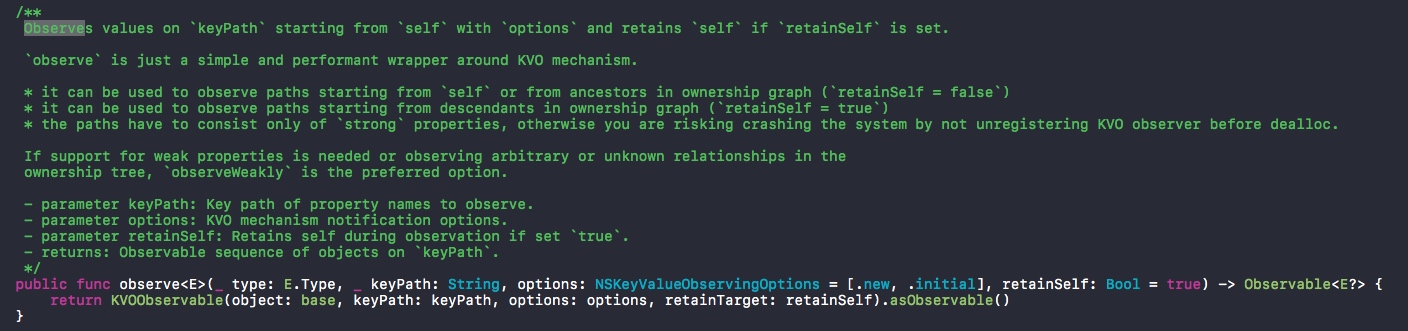 /**
Observes values on `keyPath` starting from `self` with `options` and retains `self` if `retainSelf` is set.
`observe` is just a simple and performant wrapper around KVO mechanism.
* it can be used to observe paths starting from `self` or from ancestors in ownership graph (`retainSelf = false`)
* it can be used to observe paths starting from descendants in ownership graph (`retainSelf = true`)
* the paths have to consist only of `strong` properties, otherwise you are risking crashing the system by not unregistering KVO observer before dealloc.
If support for weak properties is needed or observing arbitrary or unknown relationships in the
ownership tree, `observeWeakly` is the preferred option.
- parameter keyPath: Key path of property names to observe.
- parameter options: KVO mechanism notification options.
- parameter retainSelf: Retains self during observation if set `true`.
- returns: Observable sequence of objects on `keyPath`.
*/
public func observe<E>(_ type: E.Type, _ keyPath: String, options: NSKeyValueObservingOptions = [.new, .initial], retainSelf: Bool = true) -> Observable<E?> {
return KVOObservable(object: base, keyPath: keyPath, options: options, retainTarget: retainSelf).asObservable()
}